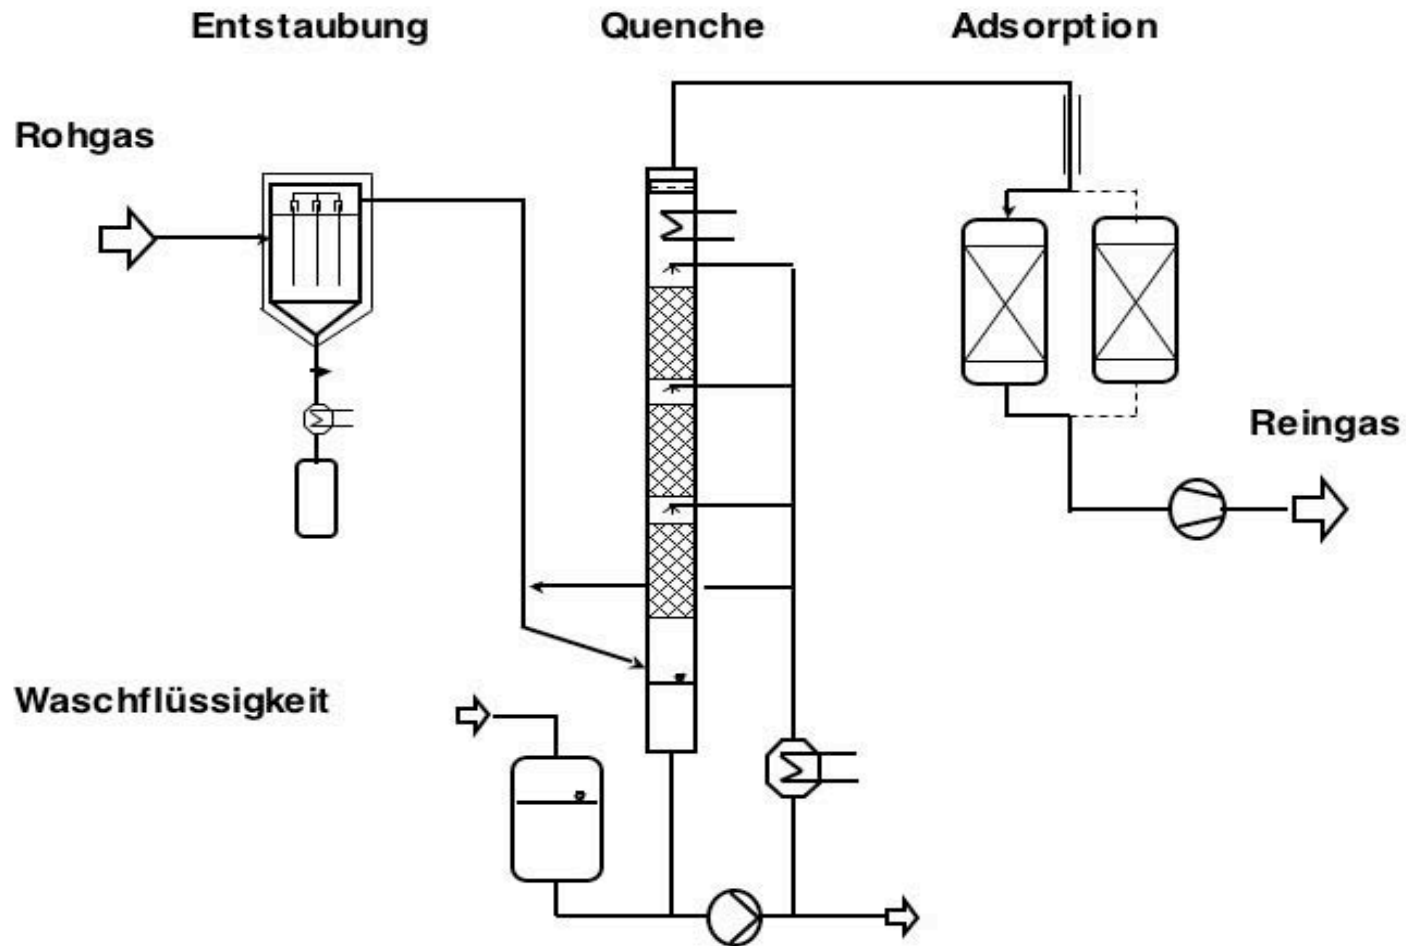 Entstaubung
Quenche
Adsorption
Rohgas
Reingas
Waschflüssigkeit